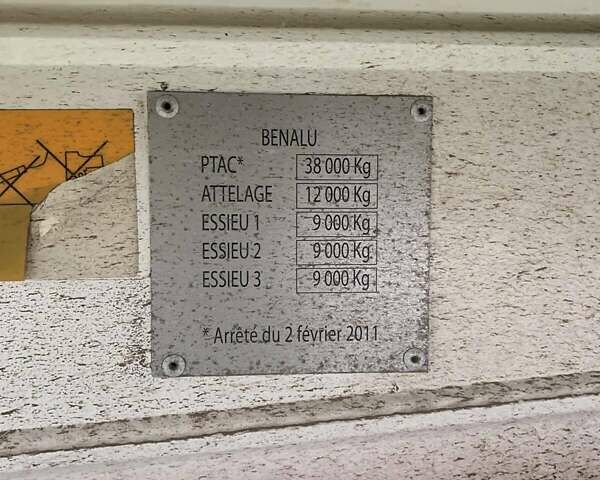 BENALU
PTAC* 38 000 Kg
ATTELAGE 12 000 Kg
ESSIEU 1 9 000 Kg
ESSIEU 2 9 000 Kg
ESSIEU 3 9 000 Kg
* Arrêté du 2 février 2011